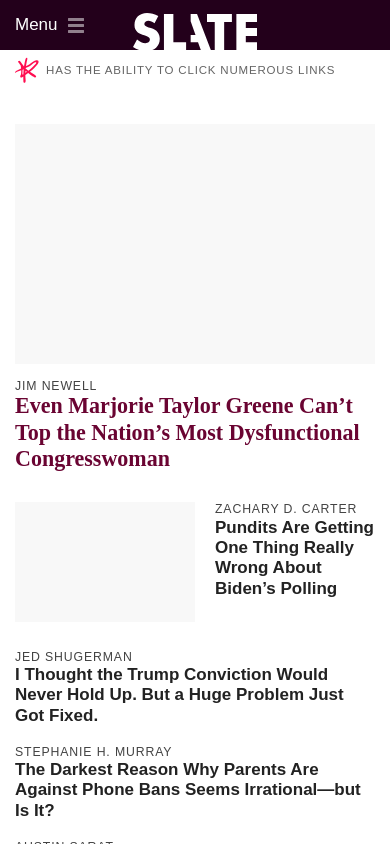 Menu
SLATE
HAS THE ABILITY TO CLICK NUMEROUS LINKS
JIM NEWELL
Even Marjorie Taylor Greene Can’t
Top the Nation’s Most Dysfunctional
Congresswoman
ZACHARY D. CARTER
Pundits Are Getting
One Thing Really
Wrong About
Biden’s Polling
JED SHUGERMAN
I Thought the Trump Conviction Would
Never Hold Up. But a Huge Problem Just
Got Fixed.
STEPHANIE H. MURRAY
The Darkest Reason Why Parents Are
Against Phone Bans Seems Irrational—but
Is It?
AUSTIN SARAT